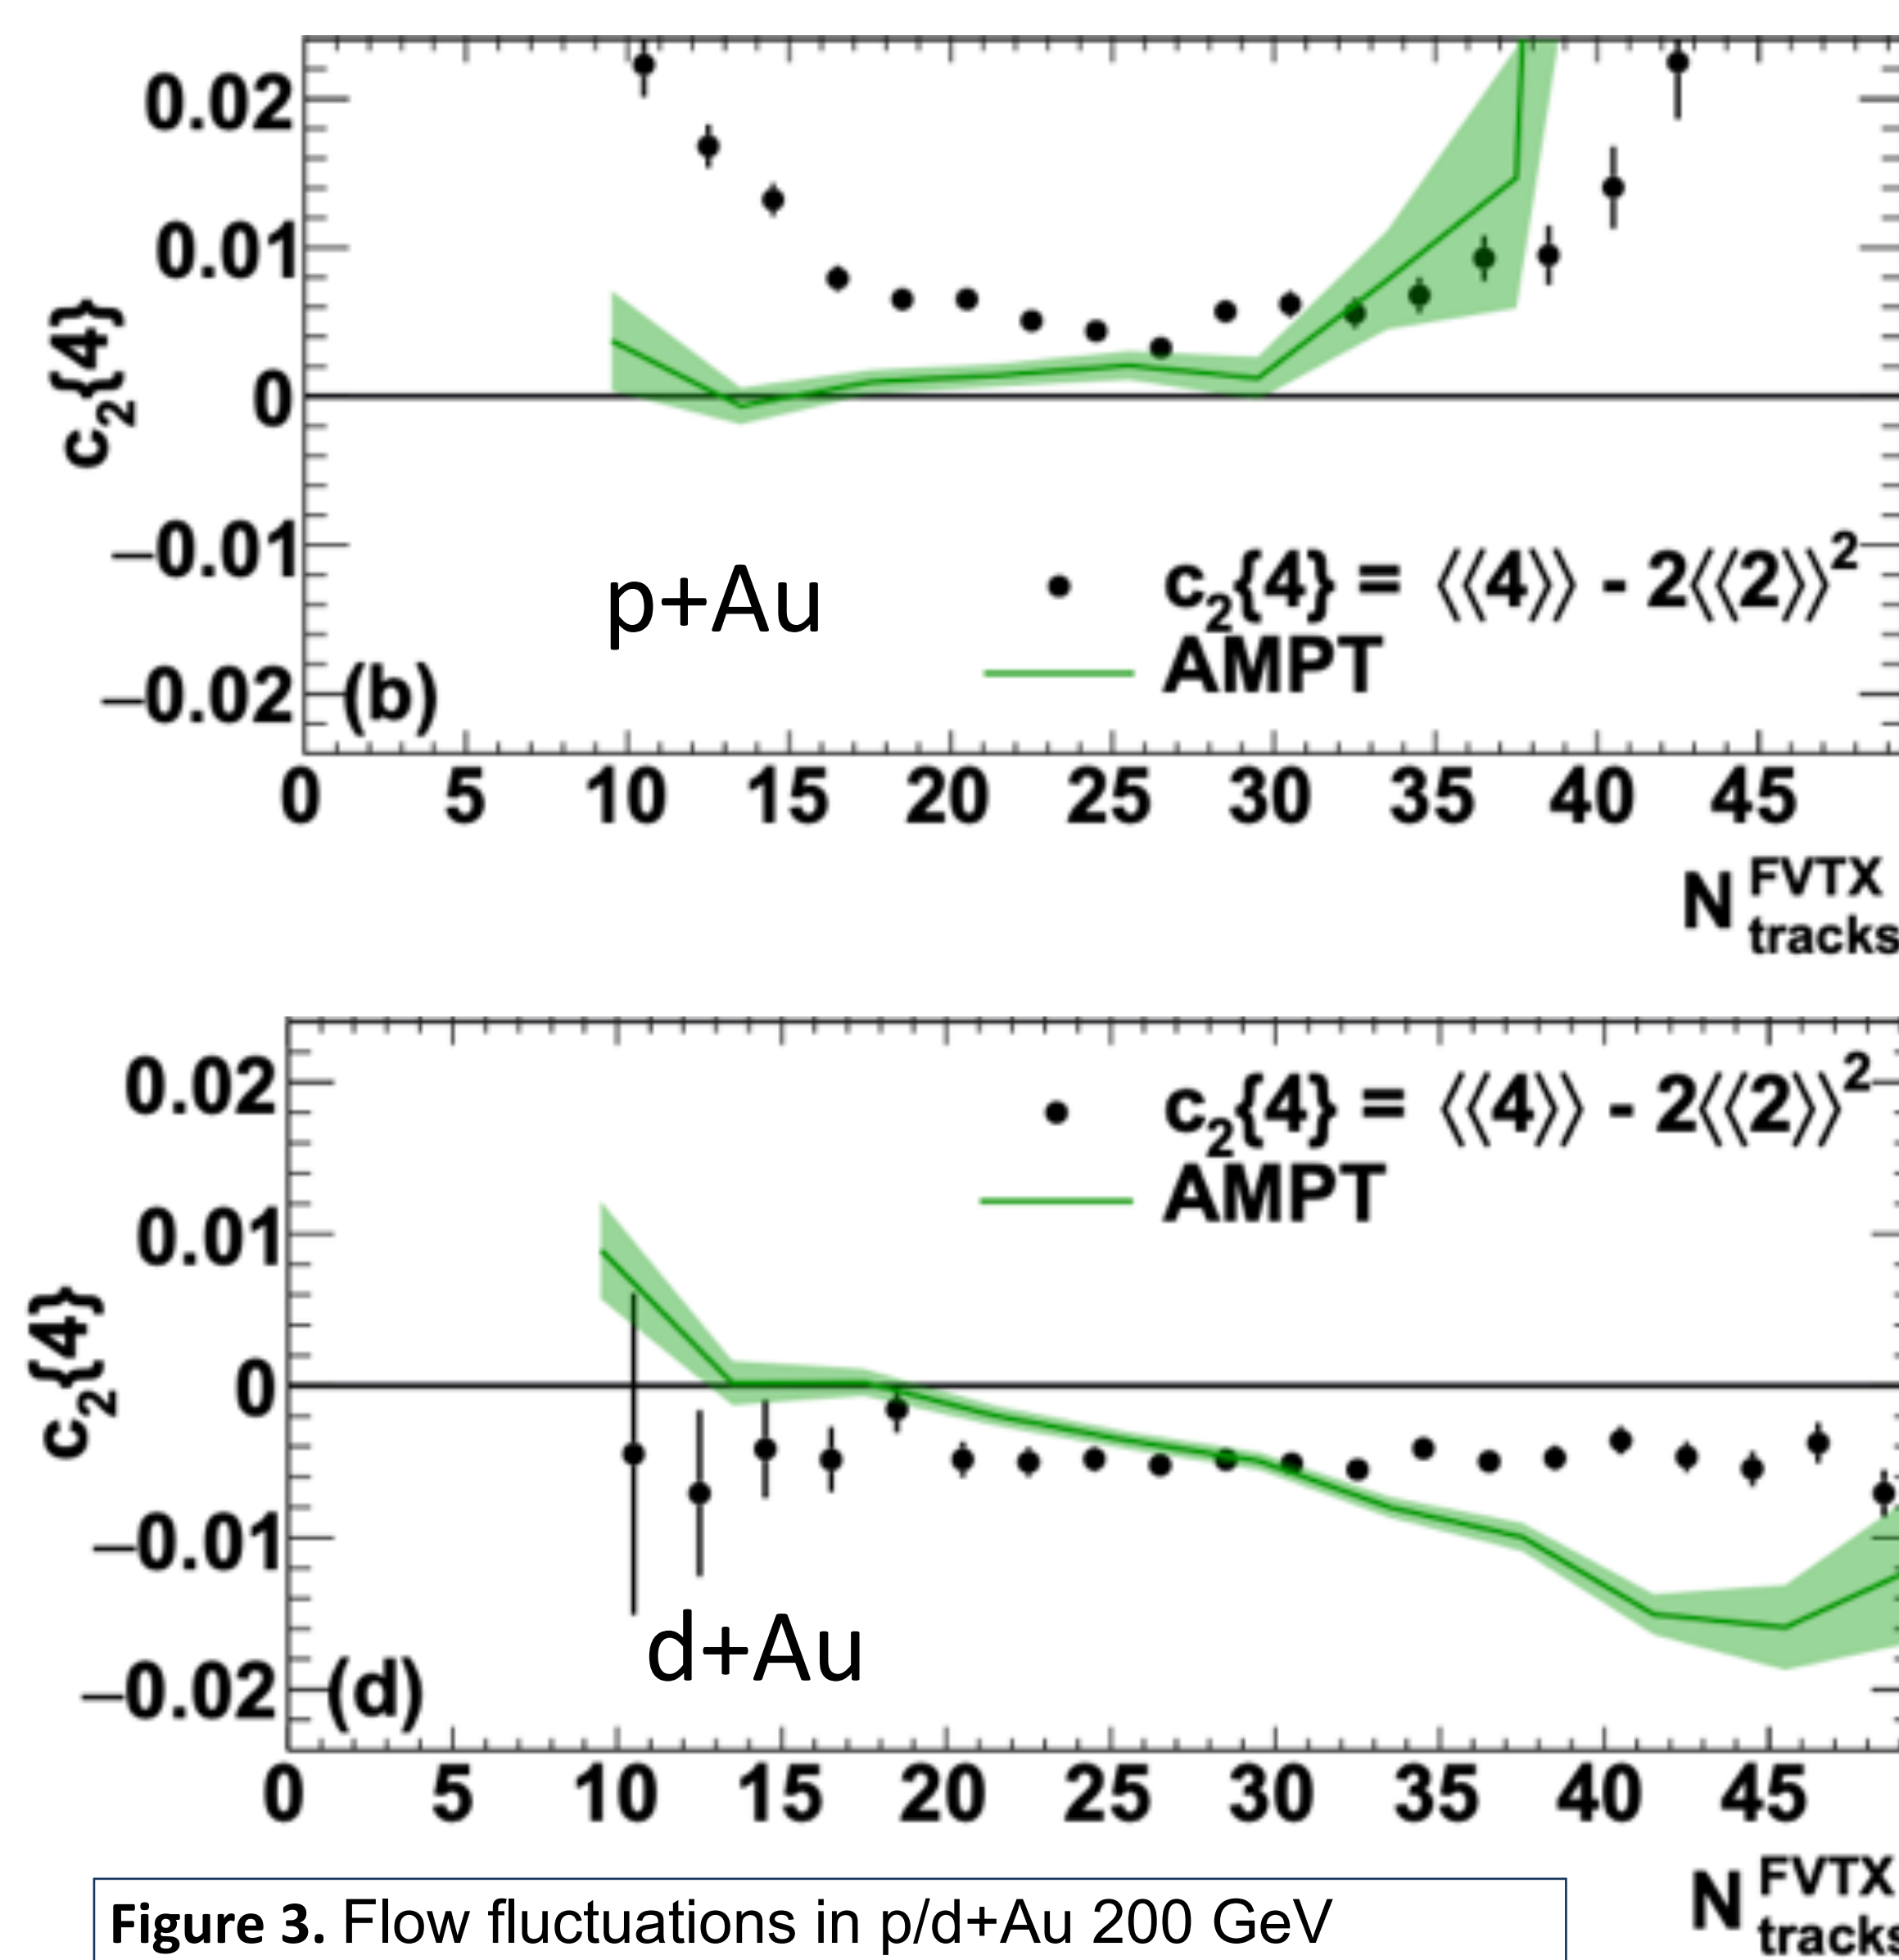 0.02
0.01
0
−0.01
−0.02
c2{4}
p+Au
c2{4} = ⟨⟨4⟩⟩ - 2⟨⟨2⟩⟩²
AMPT
(b)
0 5 10 15 20 25 30 35 40 45
N FVTX tracks
0.02
0.01
0
−0.01
−0.02
c2{4}
c2{4} = ⟨⟨4⟩⟩ - 2⟨⟨2⟩⟩²
AMPT
d+Au
(d)
0 5 10 15 20 25 30 35 40 45
N FVTX tracks
Figure 3. Flow fluctuations in p/d+Au 200 GeV